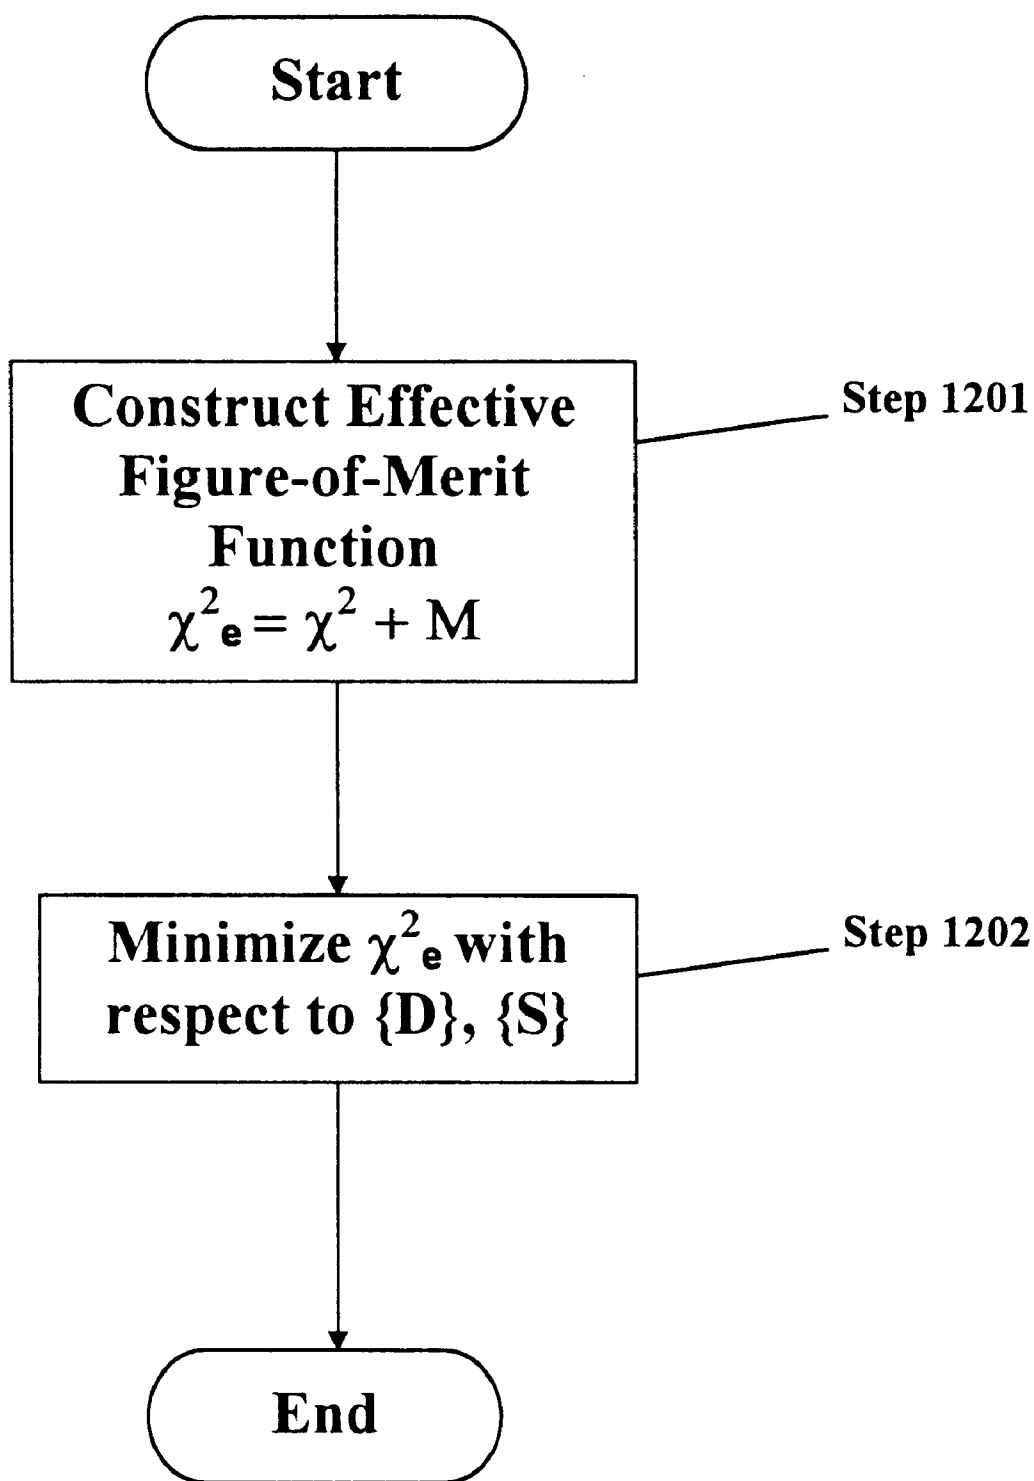 Start
Construct Effective
Figure-of-Merit
Function
χ²ₑ = χ² + M
Step 1201
Minimize χ²ₑ with
respect to {D}, {S}
Step 1202
End